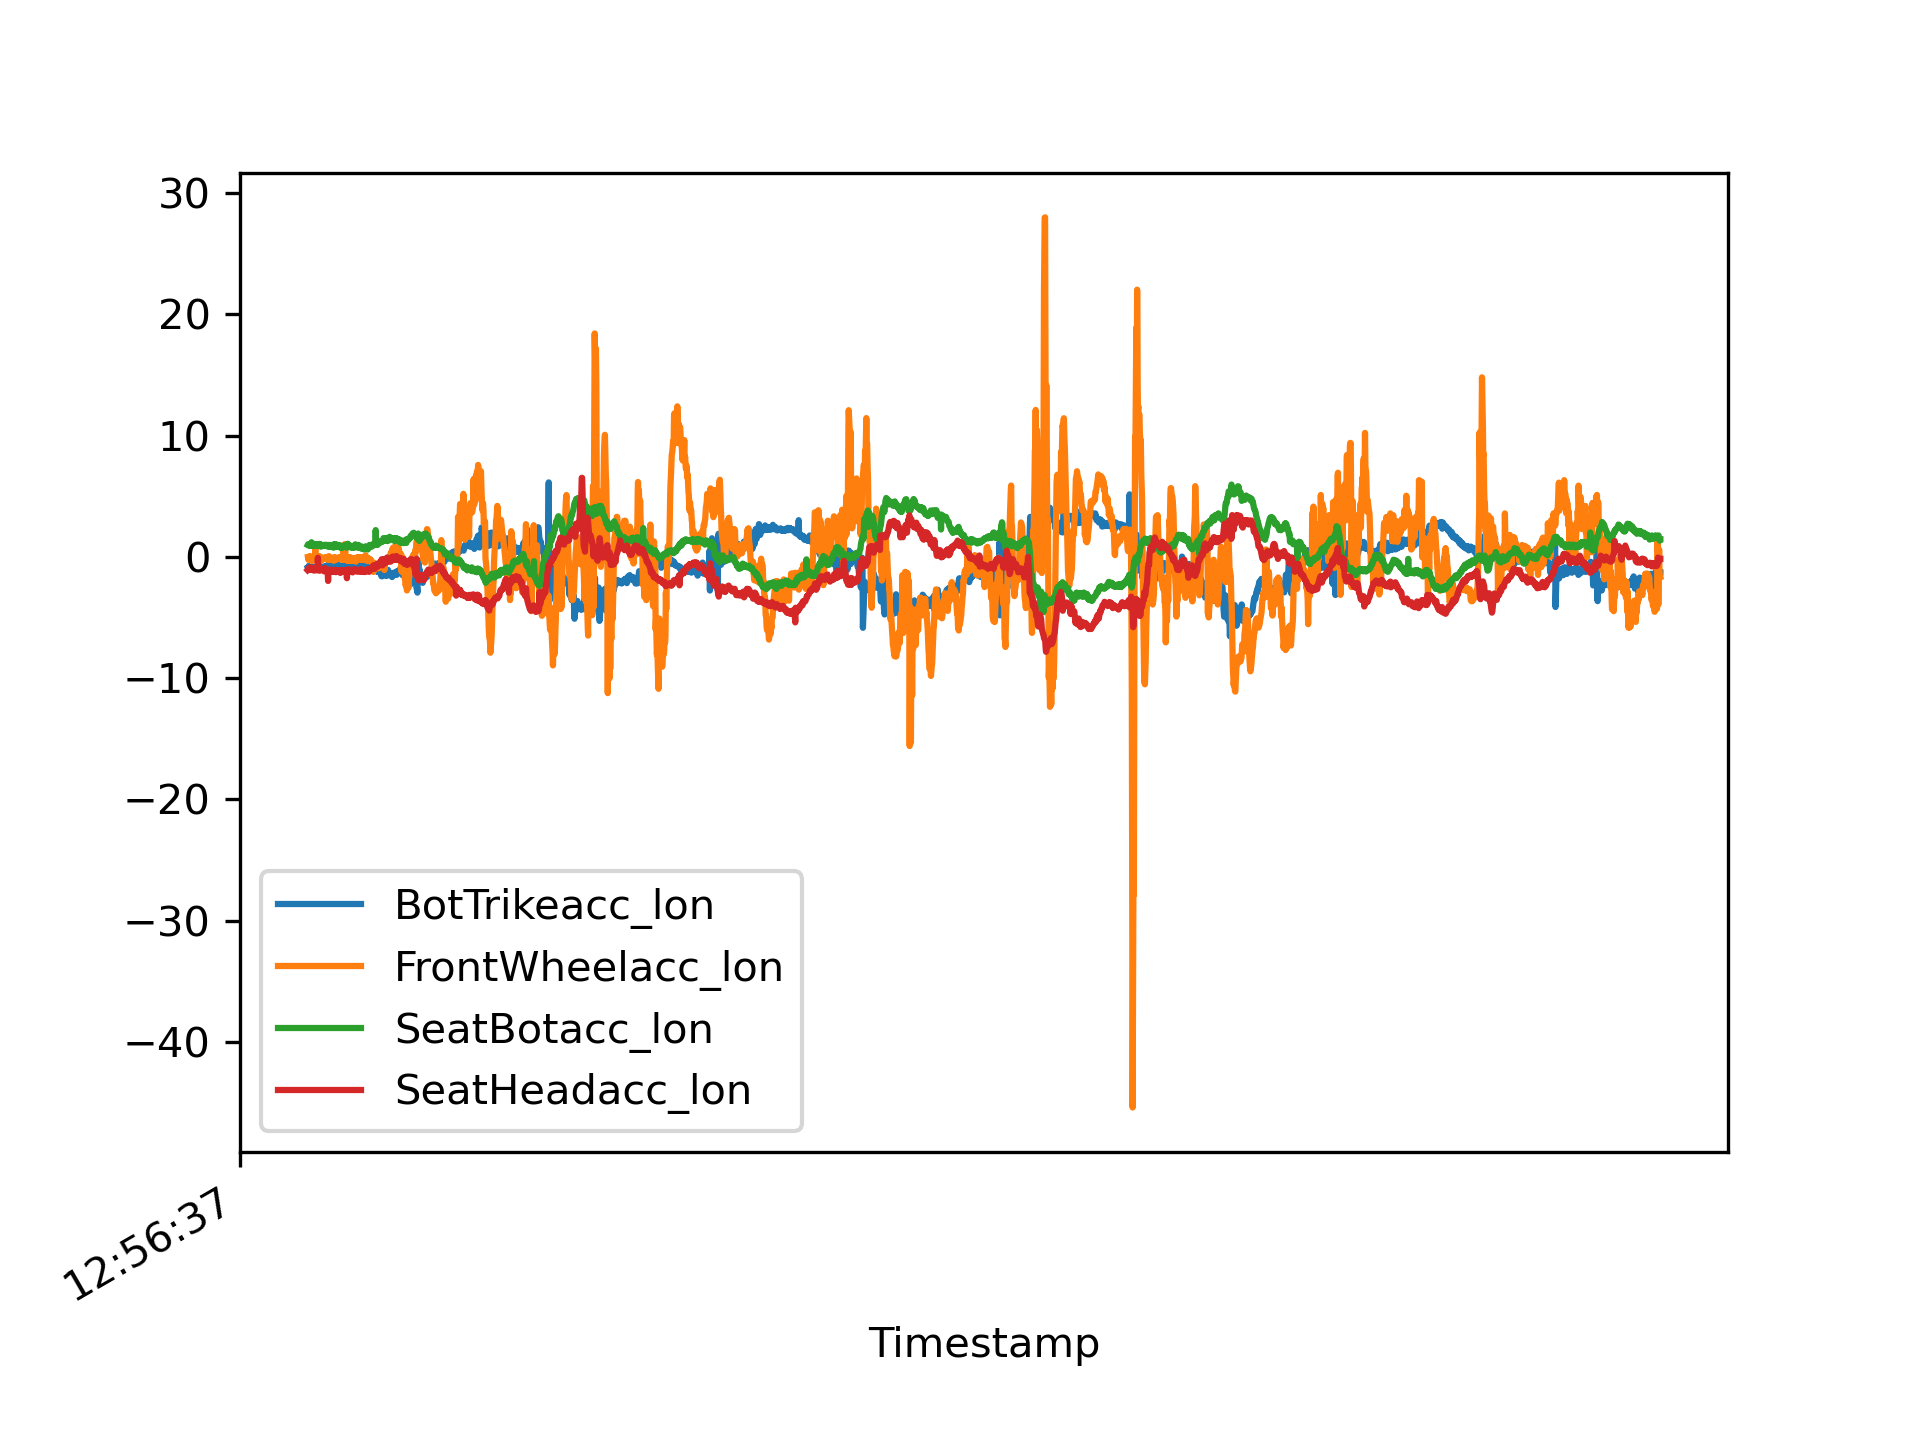 30
20
10
0
−10
−20
−30
−40
BotTrikeacc_lon
FrontWheelacc_lon
SeatBotacc_lon
SeatHeadacc_lon
12:56:37
Timestamp